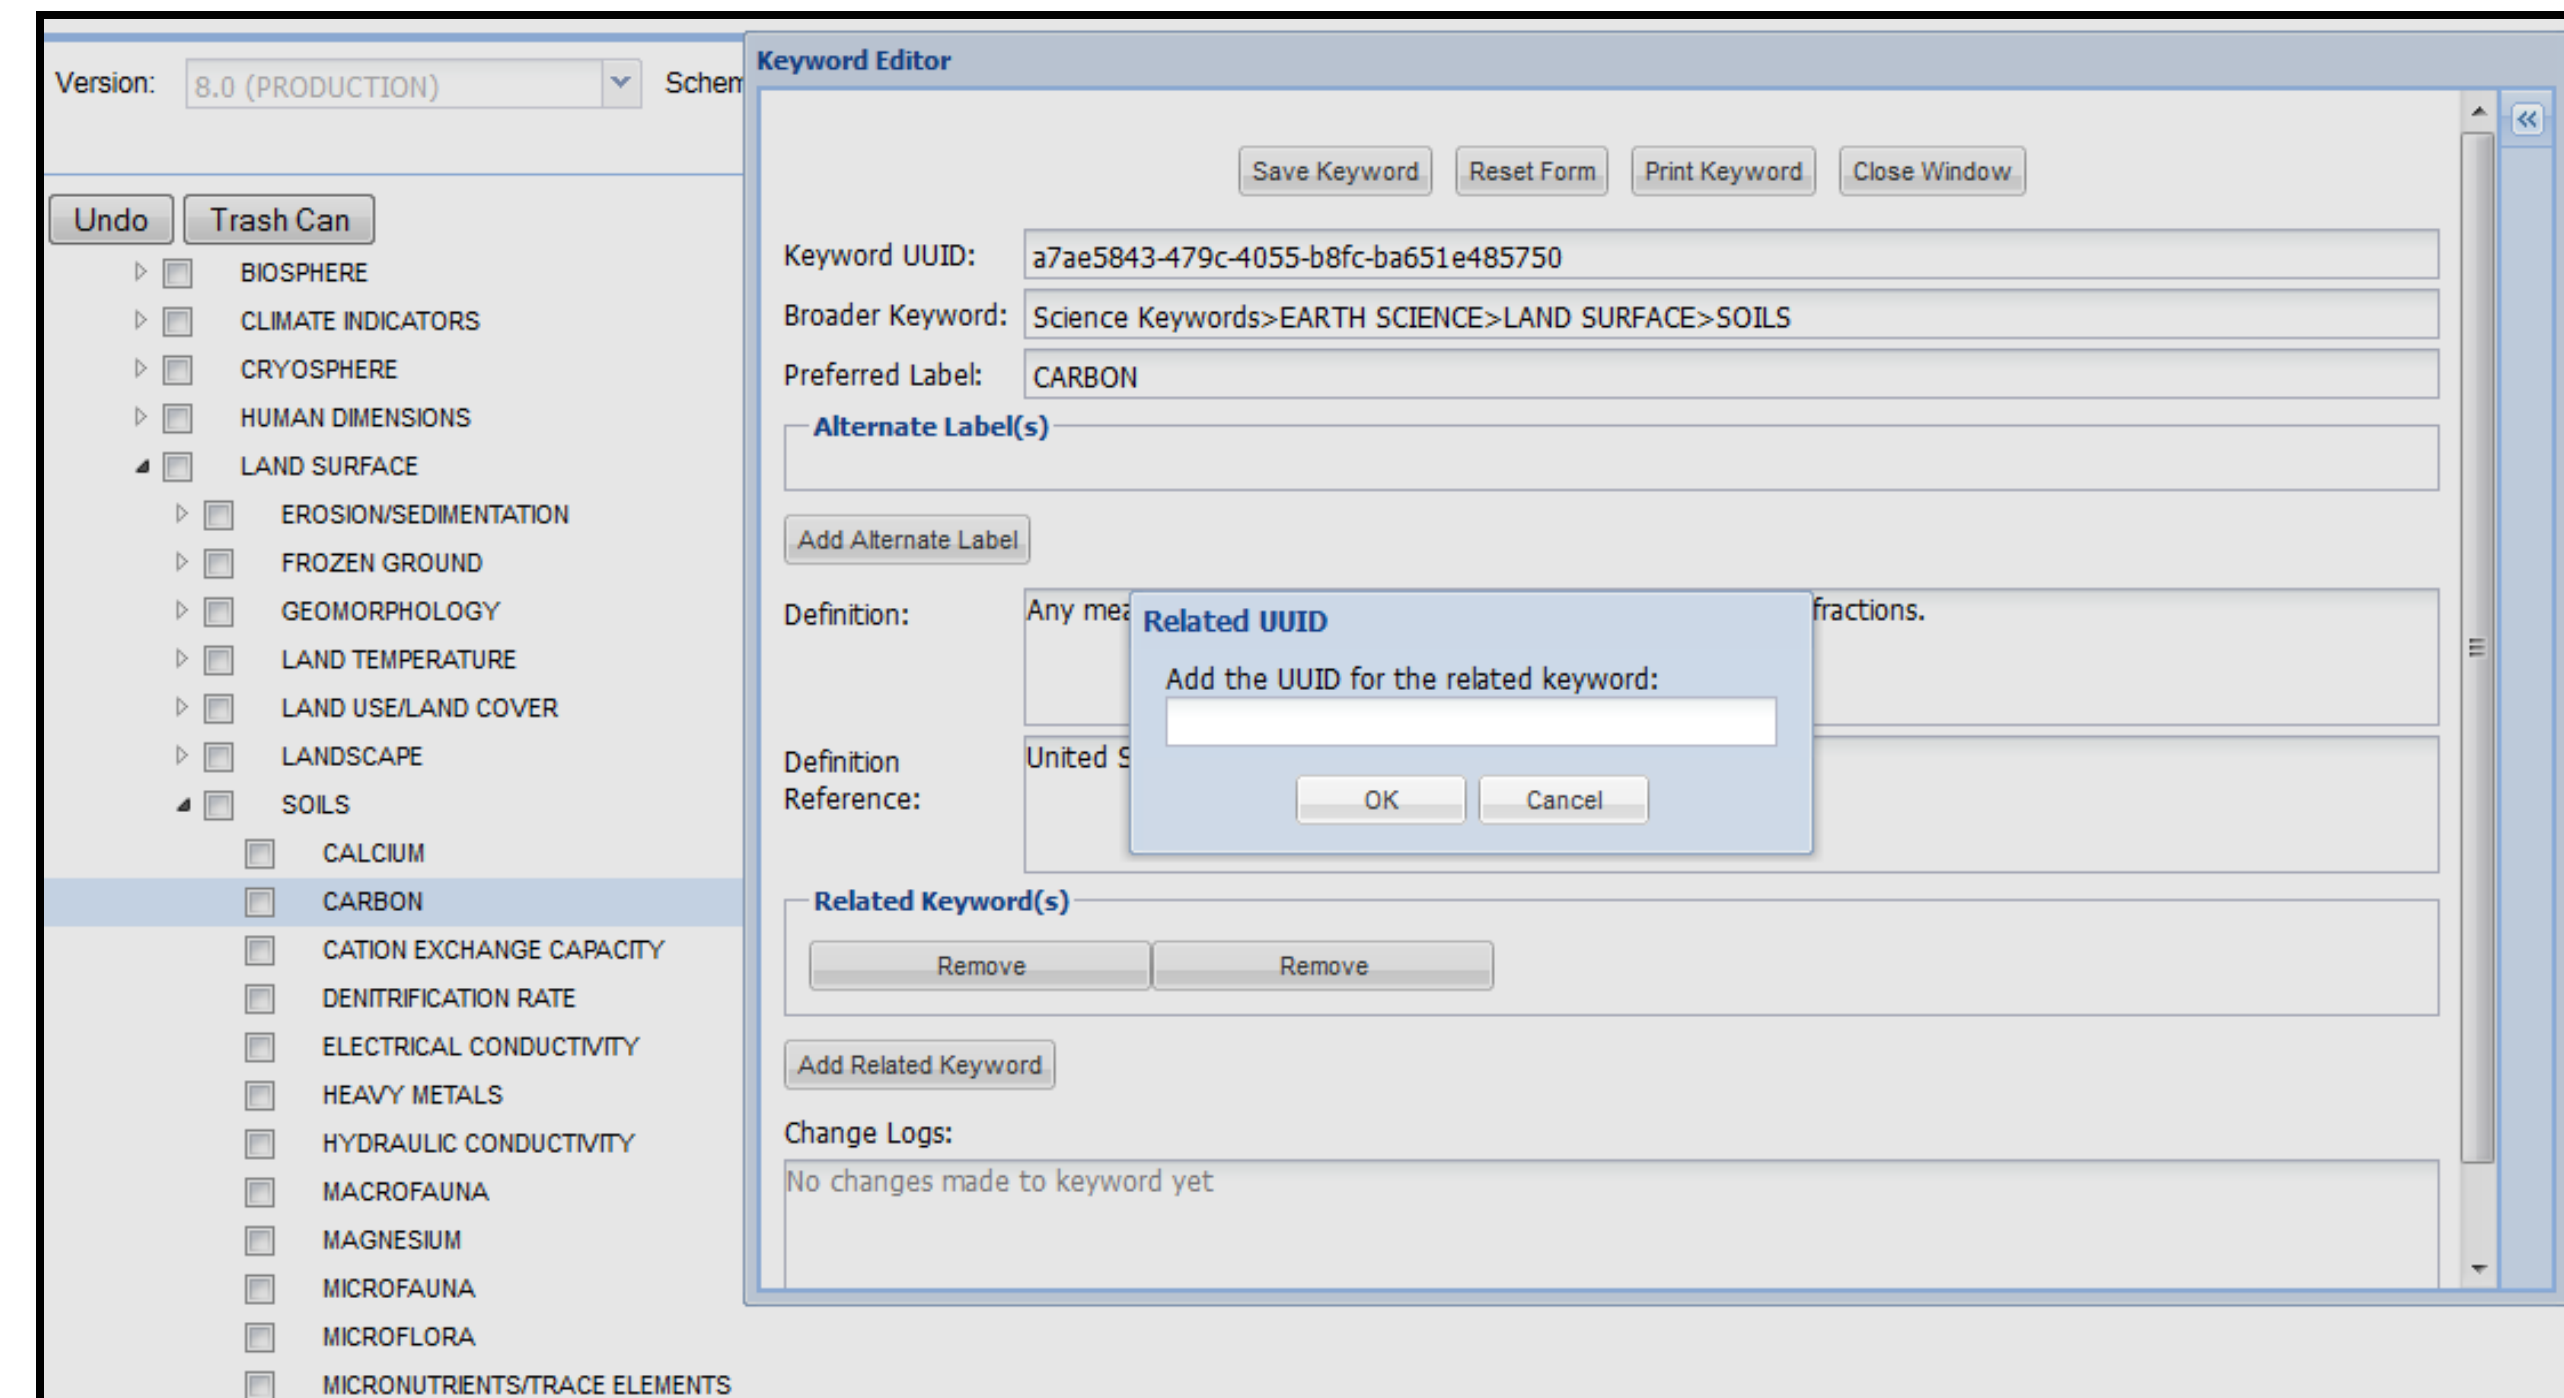 Version: 8.0 (PRODUCTION) Schem
Undo Trash Can
BIOSPHERE
CLIMATE INDICATORS
CRYOSPHERE
HUMAN DIMENSIONS
LAND SURFACE
EROSION/SEDIMENTATION
FROZEN GROUND
GEOMORPHOLOGY
LAND TEMPERATURE
LAND USE/LAND COVER
LANDSCAPE
SOILS
CALCIUM
CARBON
CATION EXCHANGE CAPACITY
DENITRIFICATION RATE
ELECTRICAL CONDUCTIVITY
HEAVY METALS
HYDRAULIC CONDUCTIVITY
MACROFAUNA
MAGNESIUM
MICROFAUNA
MICROFLORA
MICRONUTRIENTS/TRACE ELEMENTS
Keyword Editor
Save Keyword Reset Form Print Keyword Close Window
Keyword UUID: a7ae5843-479c-4055-b8fc-ba651e485750
Broader Keyword: Science Keywords>EARTH SCIENCE>LAND SURFACE>SOILS
Preferred Label: CARBON
Alternate Label(s)
Add Alternate Label
Definition: Any mea fractions.
Definition Reference: United S
Related UUID
Add the UUID for the related keyword:
OK Cancel
Related Keyword(s)
Remove Remove
Add Related Keyword
Change Logs:
No changes made to keyword yet